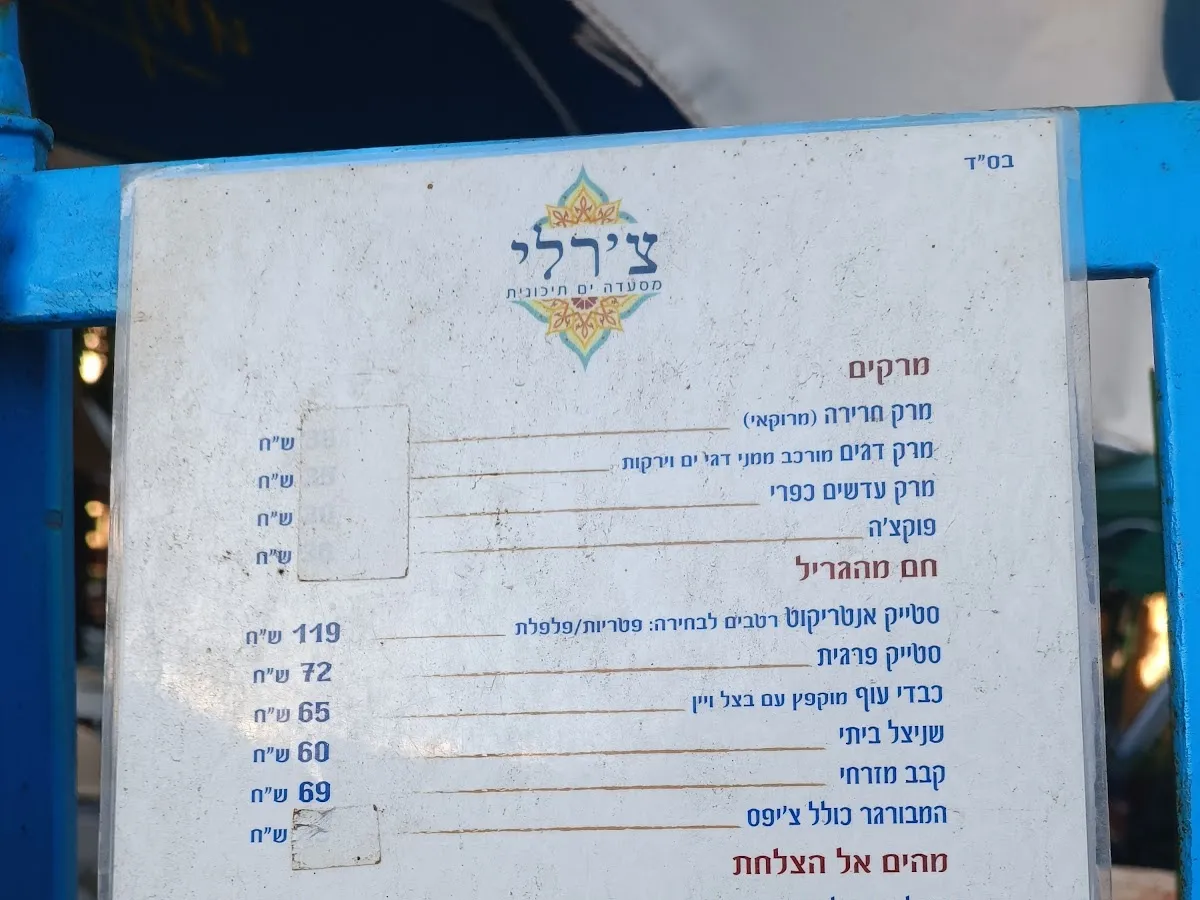 בס"ד
צ'רלי
מסעדה ים תיכונית
מרקים
מרק חרירה (מרוקאי) ש"ח
מרק דגים מורכב ממני דגי ים וירקות ש"ח
מרק עדשים כפרי ש"ח
פוקצ'ה ש"ח
חם מהגריל
סטייק אנטריקוט רטבים לבחירה: פטריות/פלפלת 119 ש"ח
סטייק פרגית 72 ש"ח
כבדי עוף מוקפץ עם בצל ויין 65 ש"ח
שניצל ביתי 60 ש"ח
קבב מזרחי 69 ש"ח
המבורגר כולל צ'יפס ש"ח
מהים אל הצלחת